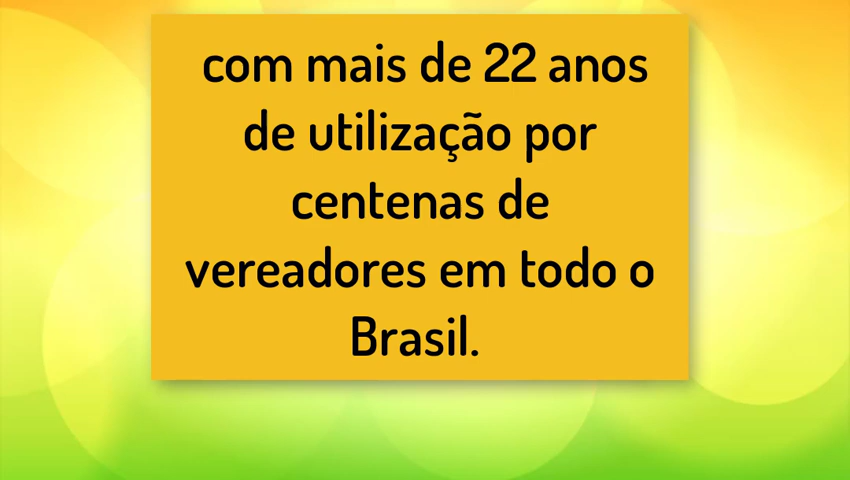 com mais de 22 anos
de utilização por
centenas de
vereadores em todo o
Brasil.